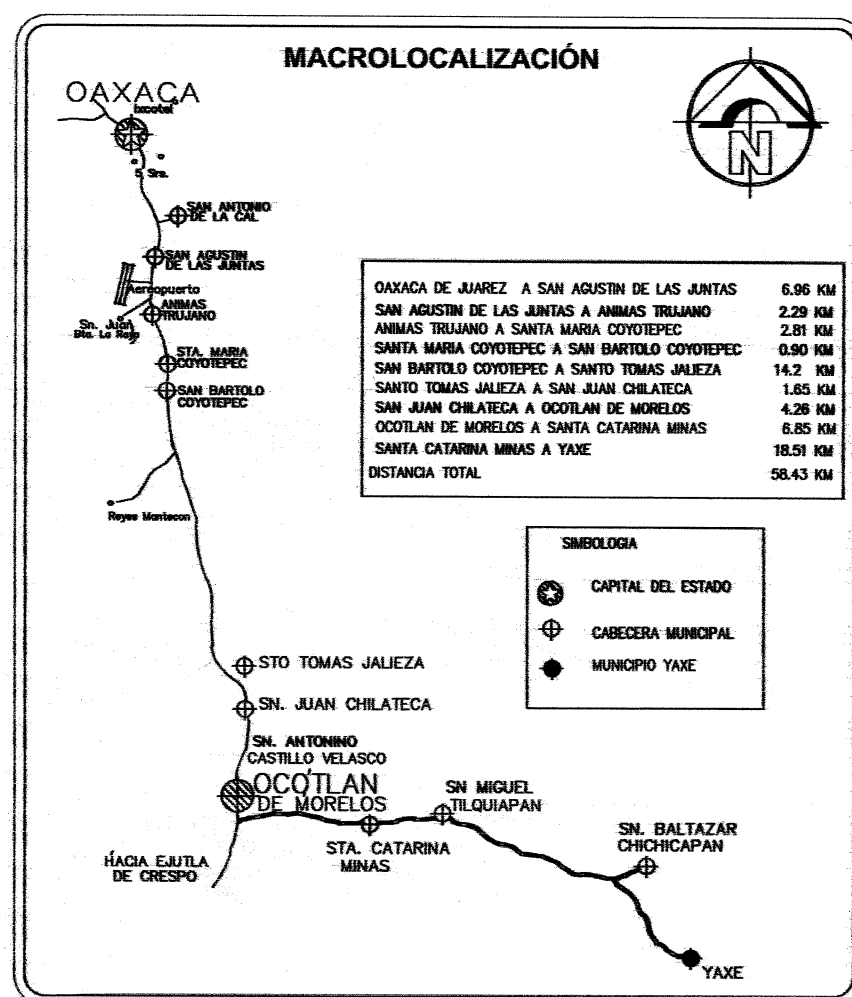 MACROLOCALIZACIÓN
OAXACA
Ixcotel
N
5 Sra.
SAN ANTONIO
DE LA CAL
SAN AGUSTIN
DE LAS JUNTAS
Aereopuerto
ANIMAS
TRUJANO
Sn. Juan
Bta. La Raya
STA. MARIA
COYOTEPEC
SAN BARTOLO
COYOTEPEC
Reyes Mantecon
OAXACA DE JUAREZ A SAN AGUSTIN DE LAS JUNTAS 6.96 KM
SAN AGUSTIN DE LAS JUNTAS A ANIMAS TRUJANO 2.29 KM
ANIMAS TRUJANO A SANTA MARIA COYOTEPEC 2.81 KM
SANTA MARIA COYOTEPEC A SAN BARTOLO COYOTEPEC 0.90 KM
SAN BARTOLO COYOTEPEC A SANTO TOMAS JALIEZA 14.2 KM
SANTO TOMAS JALIEZA A SAN JUAN CHILATECA 1.65 KM
SAN JUAN CHILATECA A OCOTLAN DE MORELOS 4.26 KM
OCOTLAN DE MORELOS A SANTA CATARINA MINAS 6.85 KM
SANTA CATARINA MINAS A YAXE 18.51 KM
DISTANCIA TOTAL 58.43 KM
SIMBOLOGIA
CAPITAL DEL ESTADO
CABECERA MUNICIPAL
MUNICIPIO YAXE
STO TOMAS JALIEZA
SN. JUAN CHILATECA
SN. ANTONINO
CASTILLO VELASCO
OCOTLAN
DE MORELOS
SN MIGUEL
TILQUIAPAN
STA. CATARINA
MINAS
SN. BALTAZAR
CHICHICAPAN
HACIA EJUTLA
DE CRESPO
YAXE